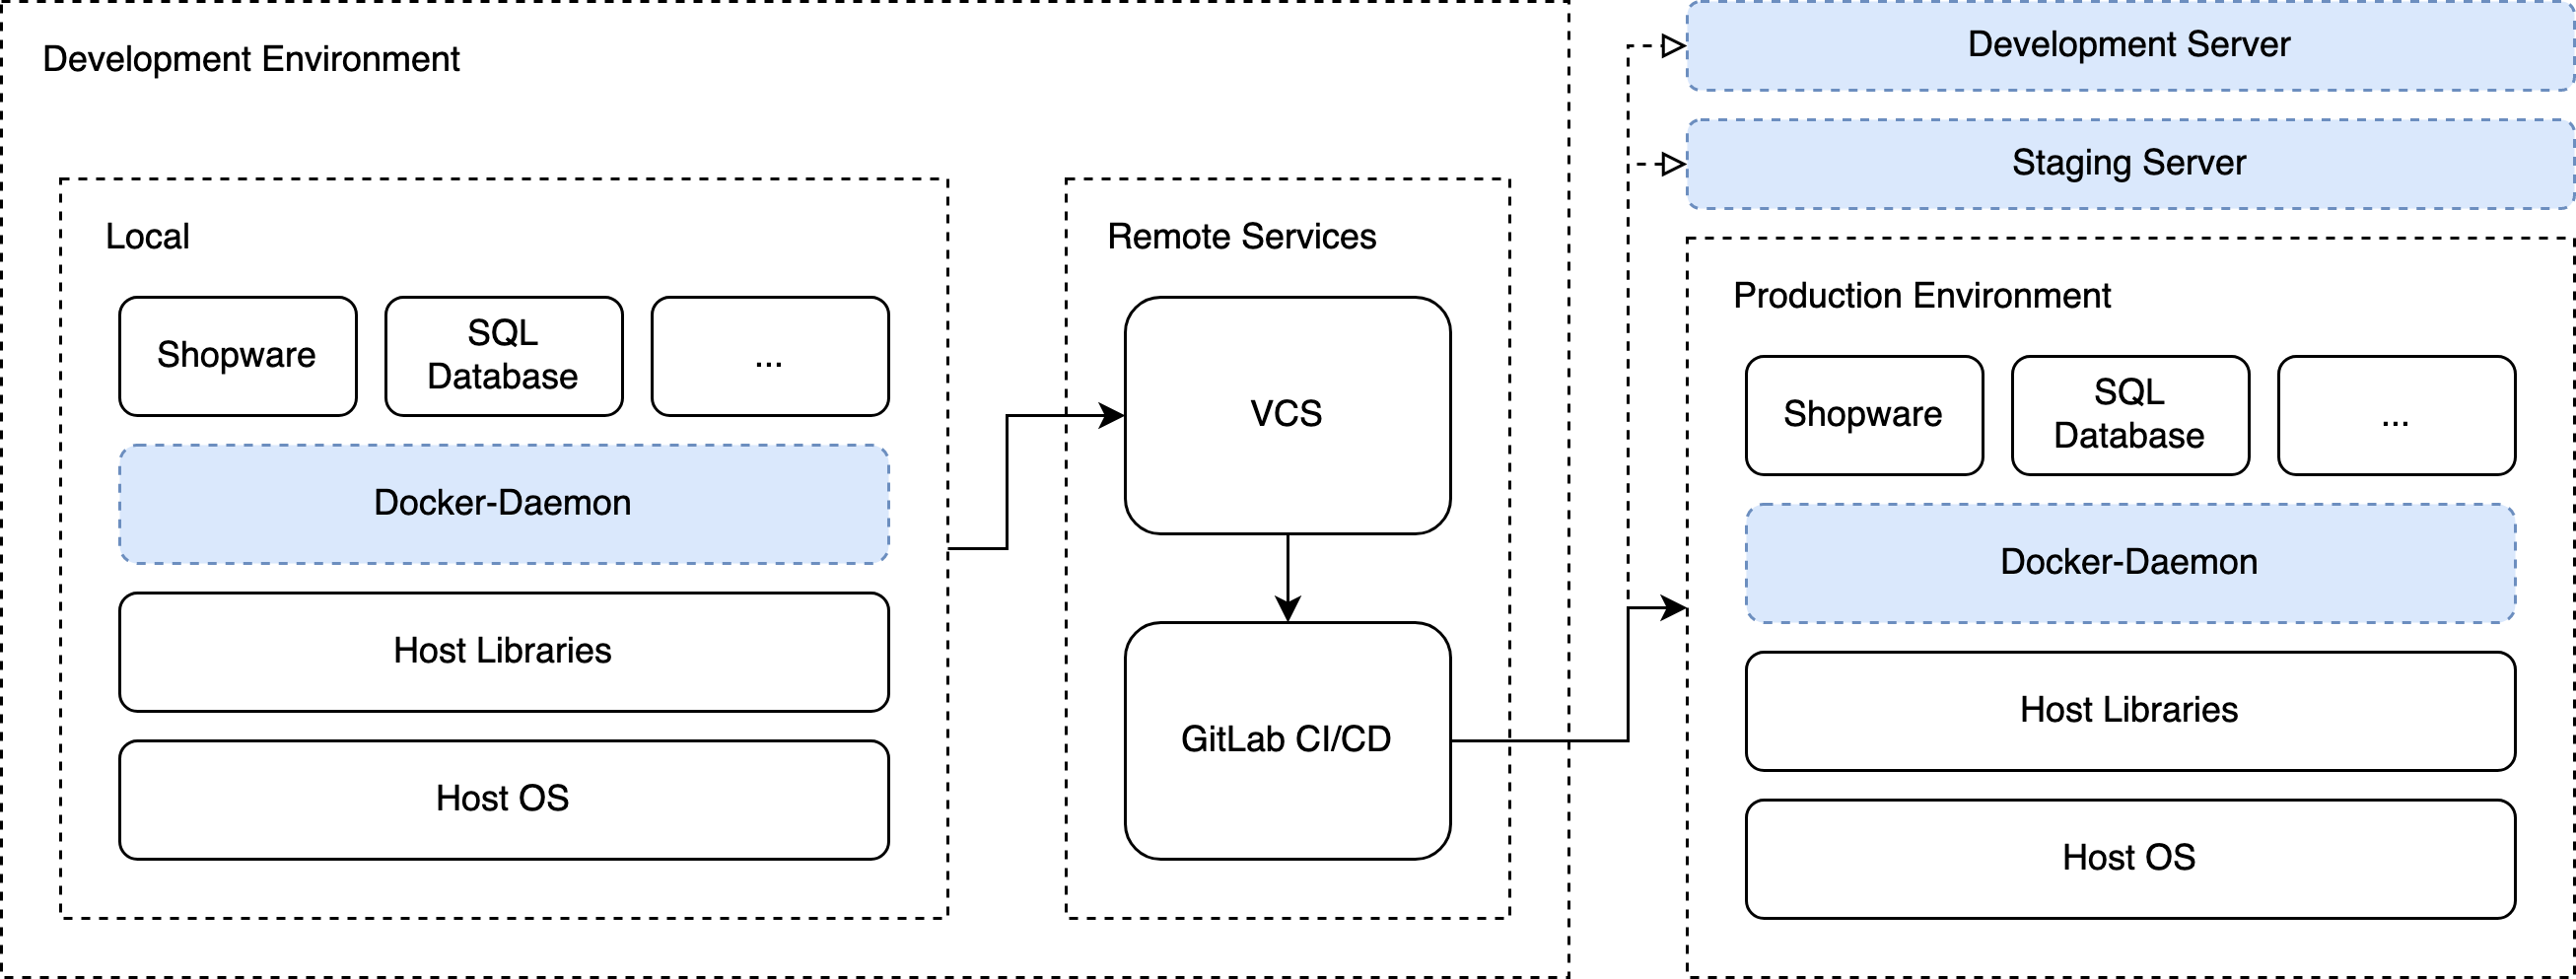 Development Environment
Local
Shopware
SQL
Database
...
Docker-Daemon
Host Libraries
Host OS
Remote Services
VCS
GitLab CI/CD
Development Server
Staging Server
Production Environment
Shopware
SQL
Database
...
Docker-Daemon
Host Libraries
Host OS